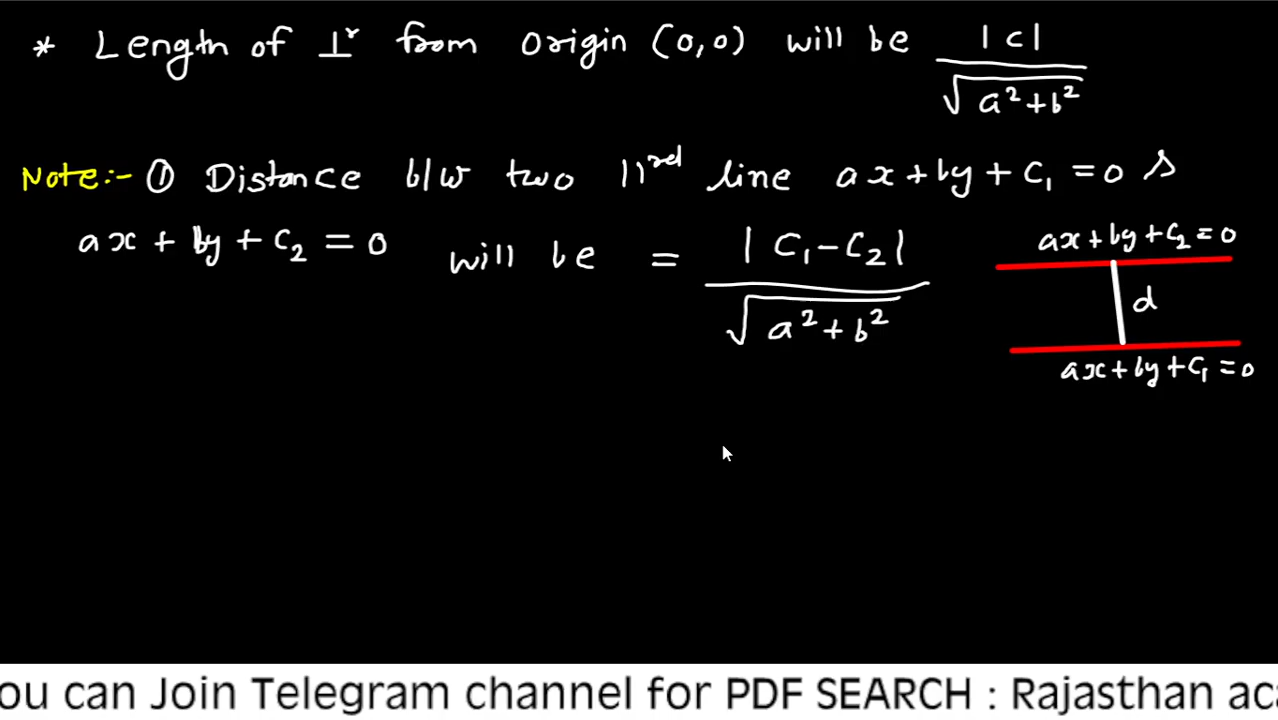 * Length of ⊥ʳ from origin (0,0) will be |c| / √(a²+b²)
Note:- ① Distance b/w two ||ʳᵉˡ line ax+by+C₁=0 &
ax+by+C₂=0 will be = |C₁-C₂| / √(a²+b²)
ax+by+C₂=0
d
ax+by+C₁=0
ou can Join Telegram channel for PDF SEARCH : Rajasthan aca